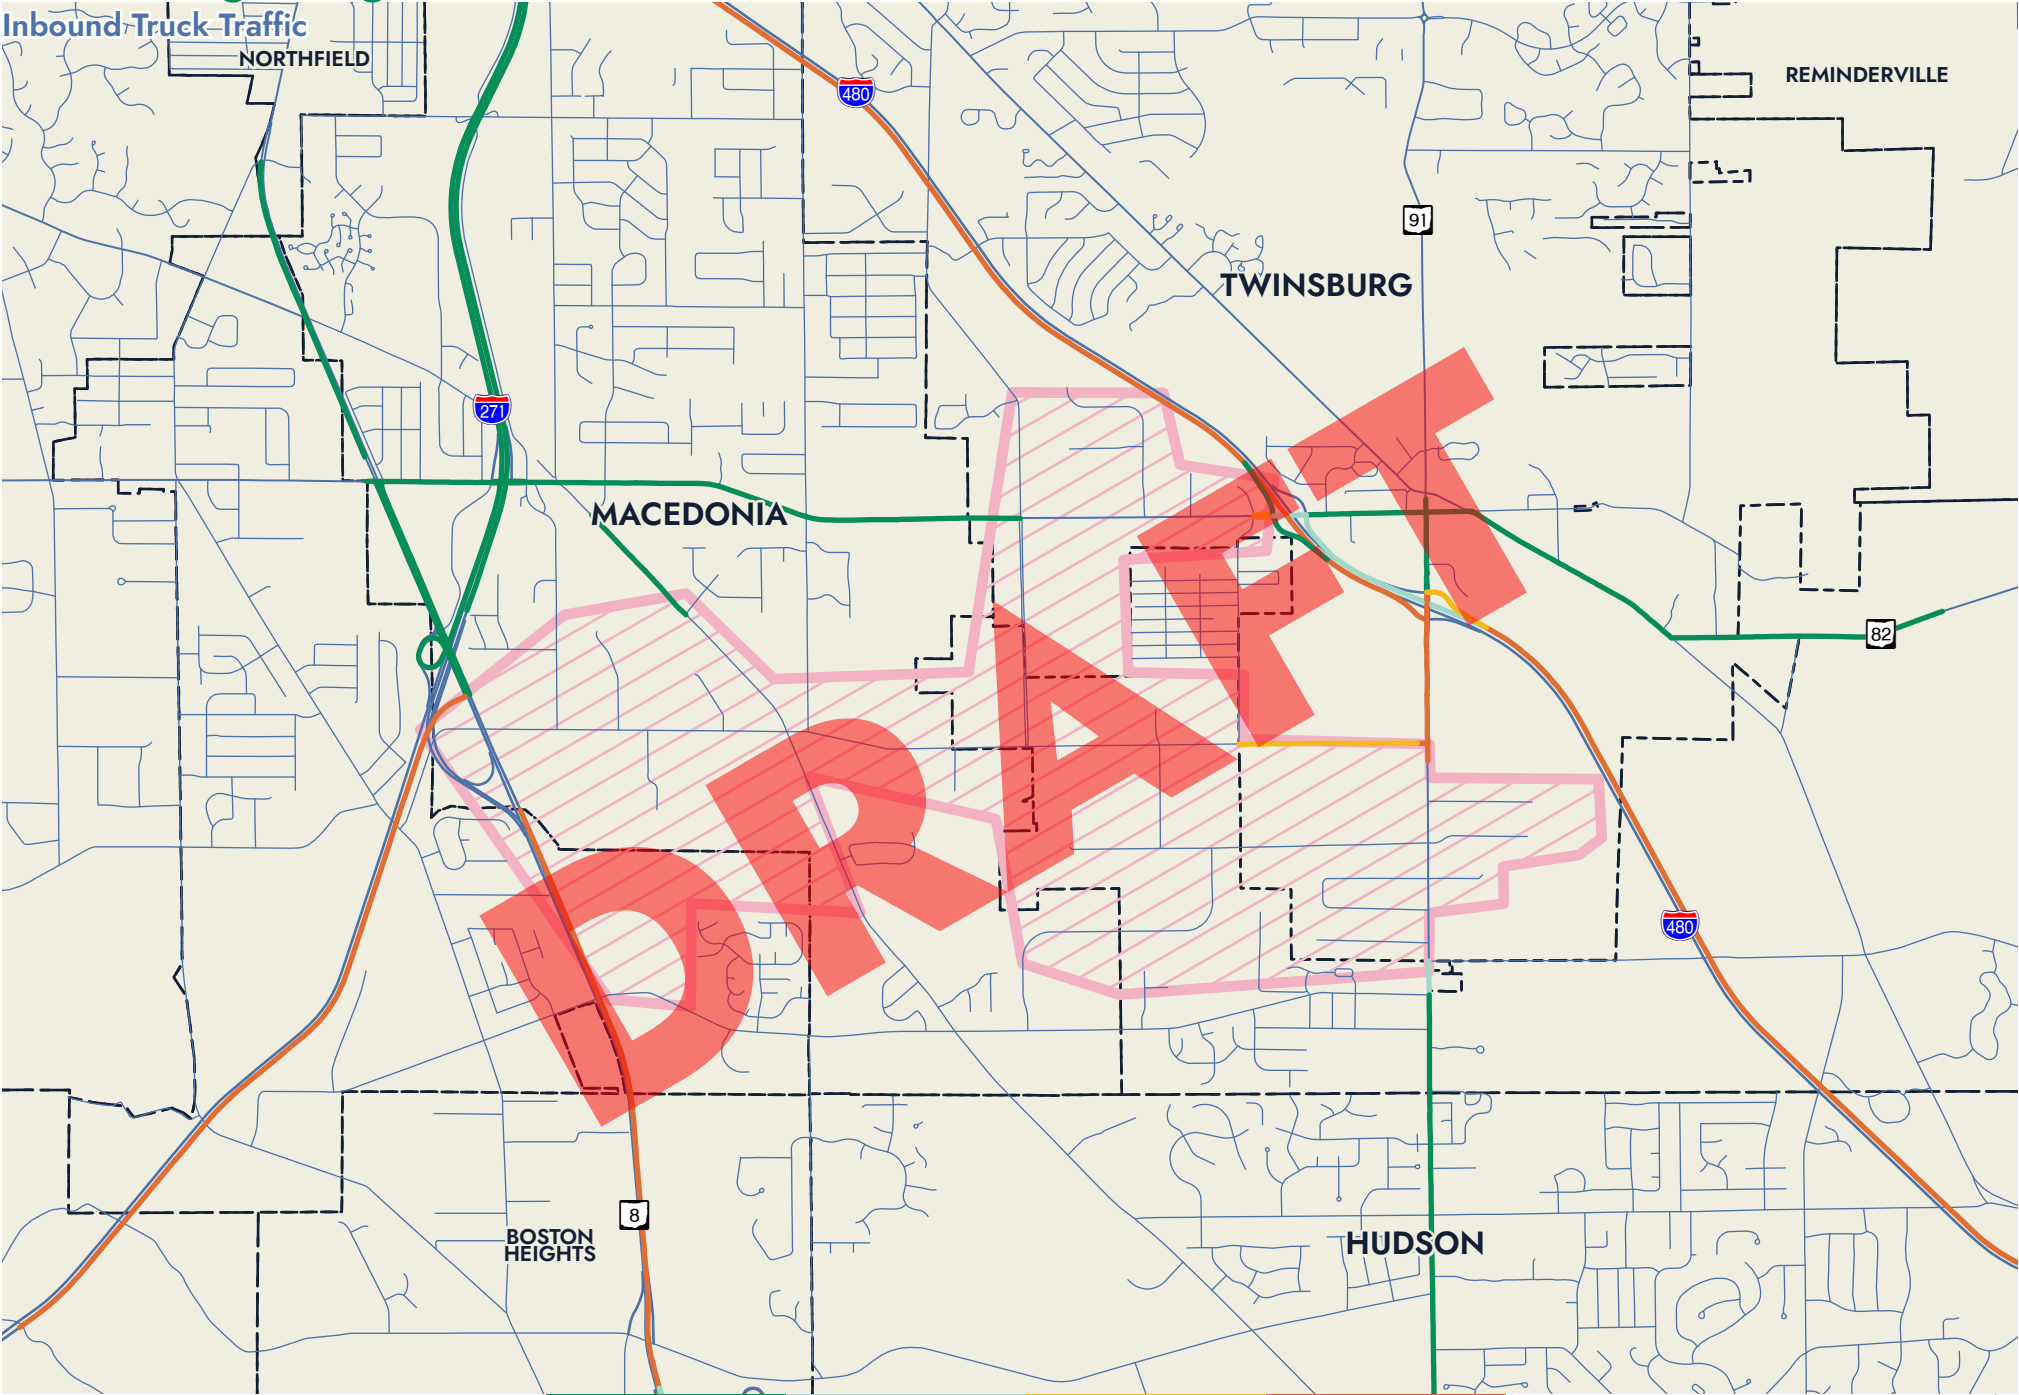 Inbound Truck Traffic
NORTHFIELD
480
REMINDERVILLE
91
TWINSBURG
271
MACEDONIA
82
DRAFT
480
8
BOSTON
HEIGHTS
HUDSON